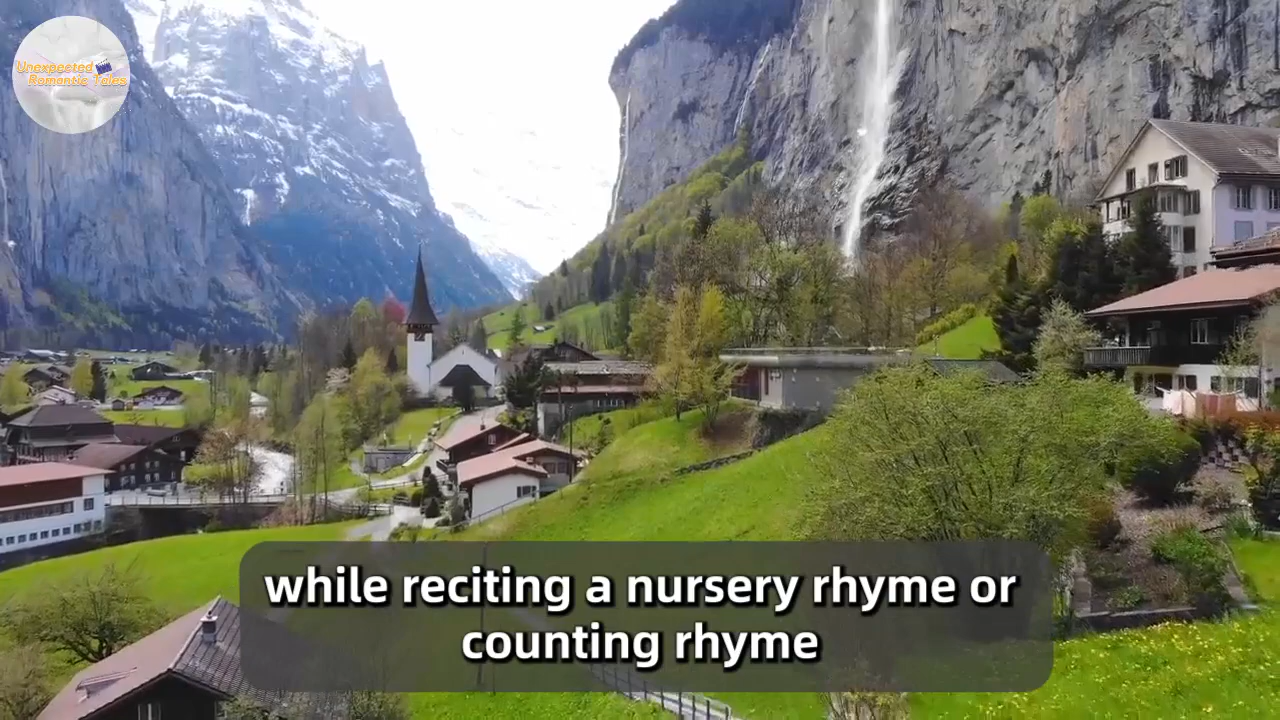 Unexpected
Romantic Tales
while reciting a nursery rhyme or
counting rhyme